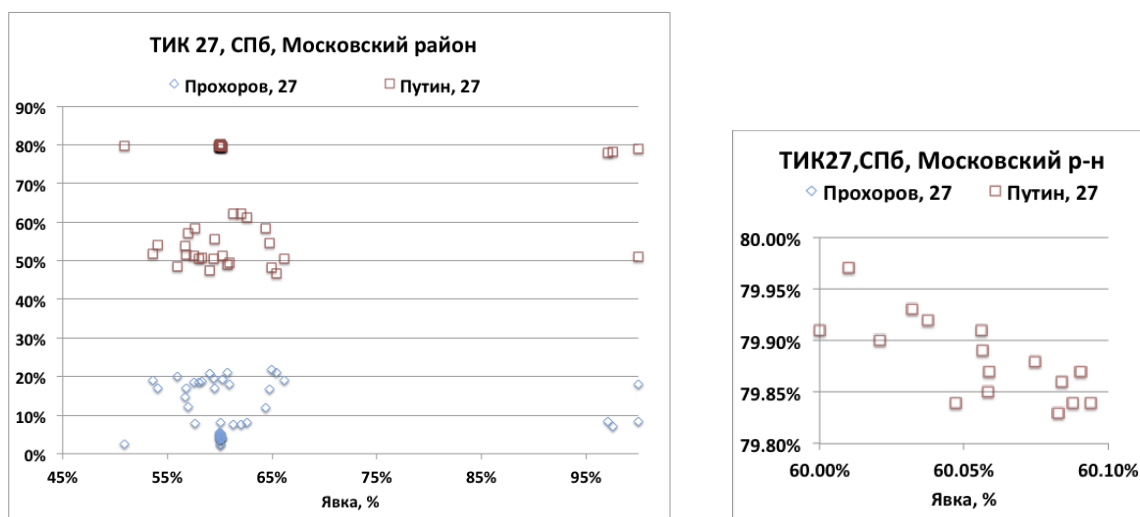 ТИК 27, СПб, Московский район
Прохоров, 27 Путин, 27
90%
80%
70%
60%
50%
40%
30%
20%
10%
0%
45% 55% 65% 75% 85% 95%
Явка, %
ТИК27,СПб, Московский р-н
Прохоров, 27 Путин, 27
80.00%
79.95%
79.90%
79.85%
79.80%
60.00% 60.05% 60.10%
Явка, %